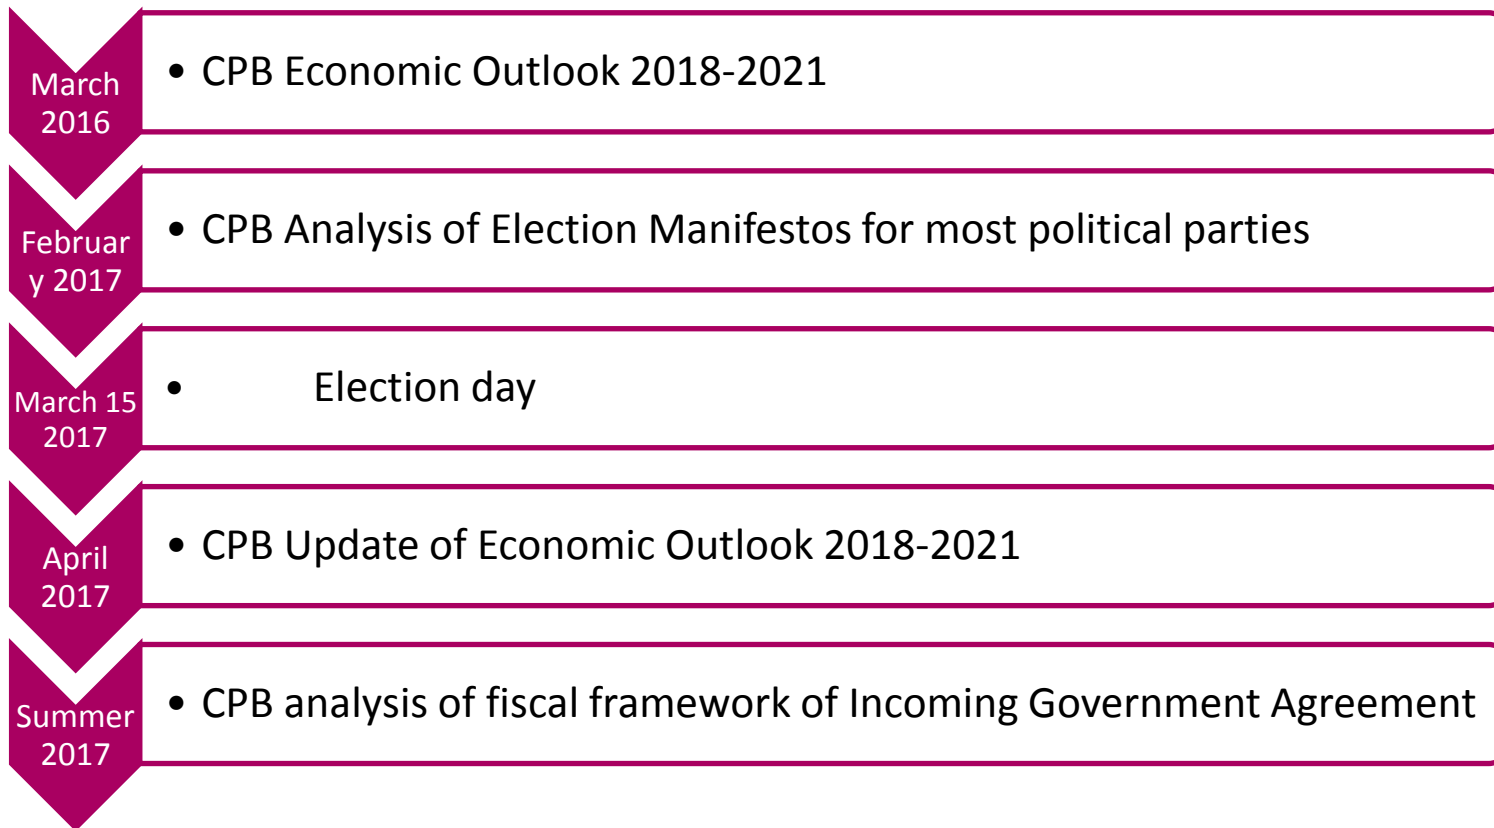 March
2016
• CPB Economic Outlook 2018-2021
Februar
y 2017
• CPB Analysis of Election Manifestos for most political parties
March 15
2017
• Election day
April
2017
• CPB Update of Economic Outlook 2018-2021
Summer
2017
• CPB analysis of fiscal framework of Incoming Government Agreement